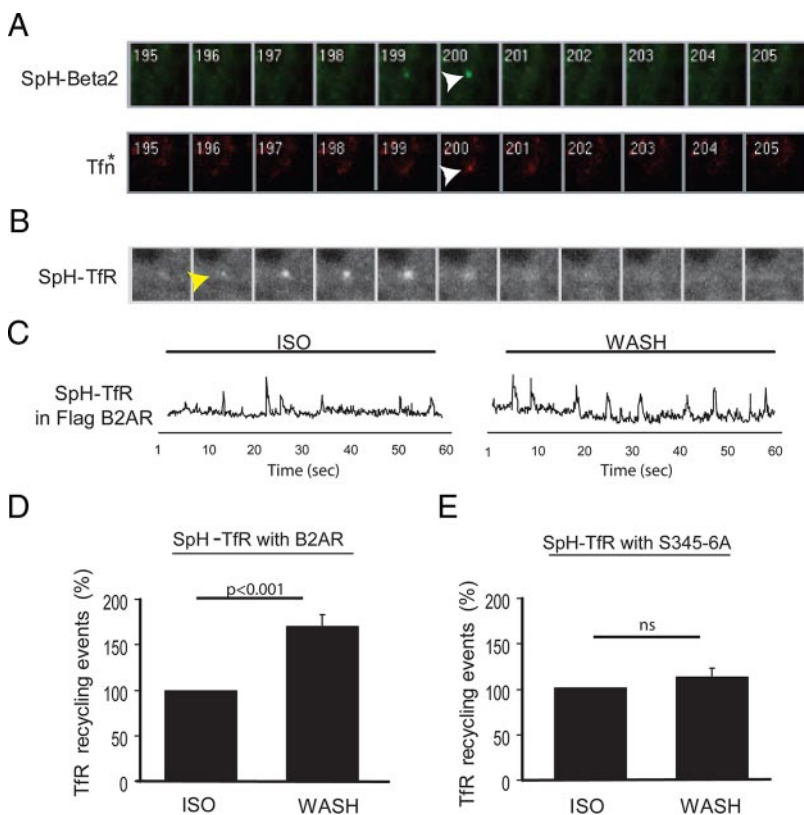 A
SpH-Beta2
195 196 197 198 199 200 201 202 203 204 205
Tfn*
195 196 197 198 199 200 201 202 203 204 205
B
SpH-TfR
C
ISO
WASH
SpH-TfR
in Flag B2AR
1 10 20 30 40 50 60
Time (sec)
1 10 20 30 40 50 60
Time (sec)
D
SpH-TfR with B2AR
TfR recycling events (%)
200
150
100
50
0
p<0.001
ISO WASH
E
SpH-TfR with S345-6A
TfR recycling events (%)
200
150
100
50
0
ns
ISO WASH